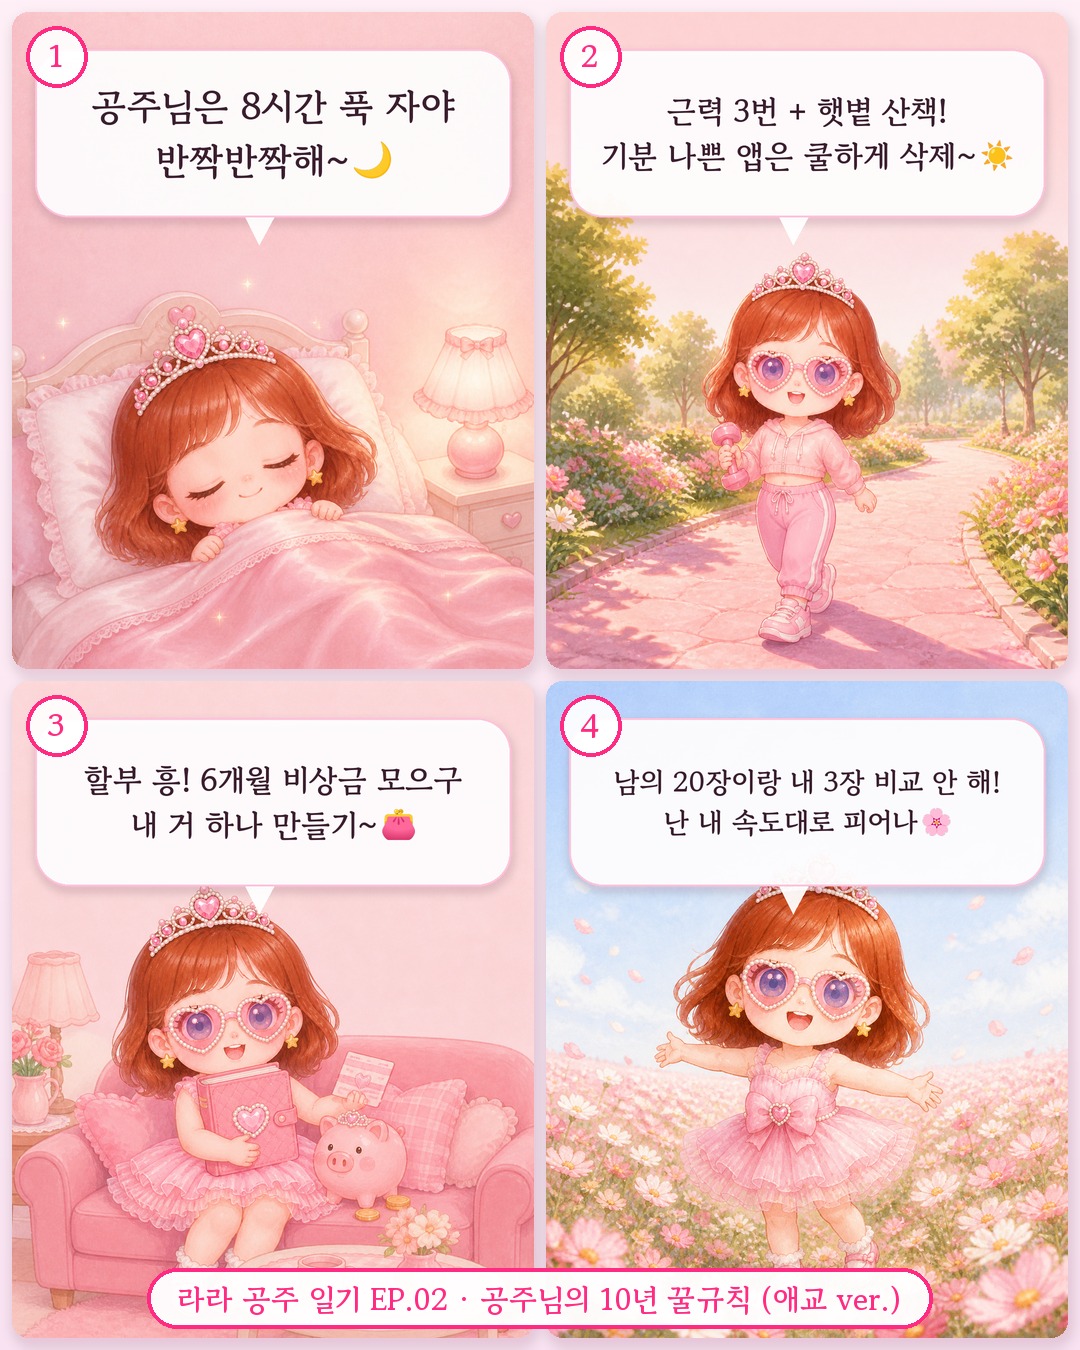 1
공주님은 8시간 푹 자야
반짝반짝해~🌙
2
근력 3번 + 햇볕 산책!
기분 나쁜 앱은 쿨하게 삭제~☀️
3
할부 흥! 6개월 비상금 모으구
내 거 하나 만들기~👛
4
남의 20장이랑 내 3장 비교 안 해!
난 내 속도대로 피어나🌸
라라 공주 일기 EP.02 · 공주님의 10년 꿀규칙 (애교 ver.)